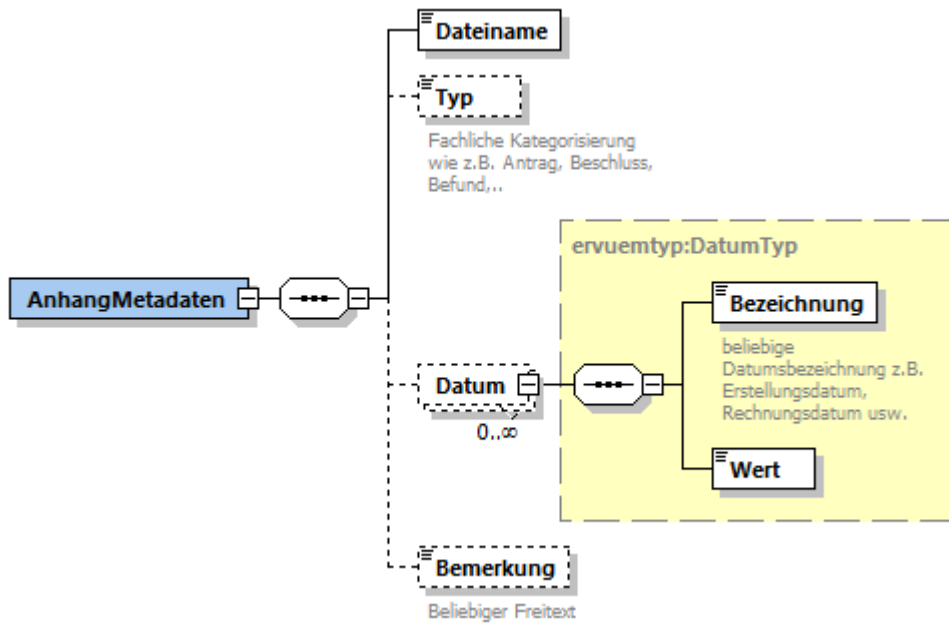 Dateiname
Typ
Fachliche Kategorisierung
wie z.B. Antrag, Beschluss,
Befund,..
ervuemtyp:DatumTyp
AnhangMetadaten
Bezeichnung
beliebige
Datumsbezeichnung z.B.
Erstellungsdatum,
Rechnungsdatum usw.
Datum
0..∞
Wert
Bemerkung
Beliebiger Freitext